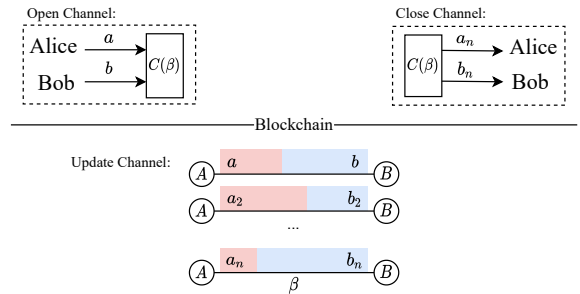 Open Channel:
Alice a
Bob b
C(β)
Close Channel:
C(β)
a_n Alice
b_n Bob
Blockchain
Update Channel:
A a b B
A a_2 b_2 B
...
A a_n b_n B
β